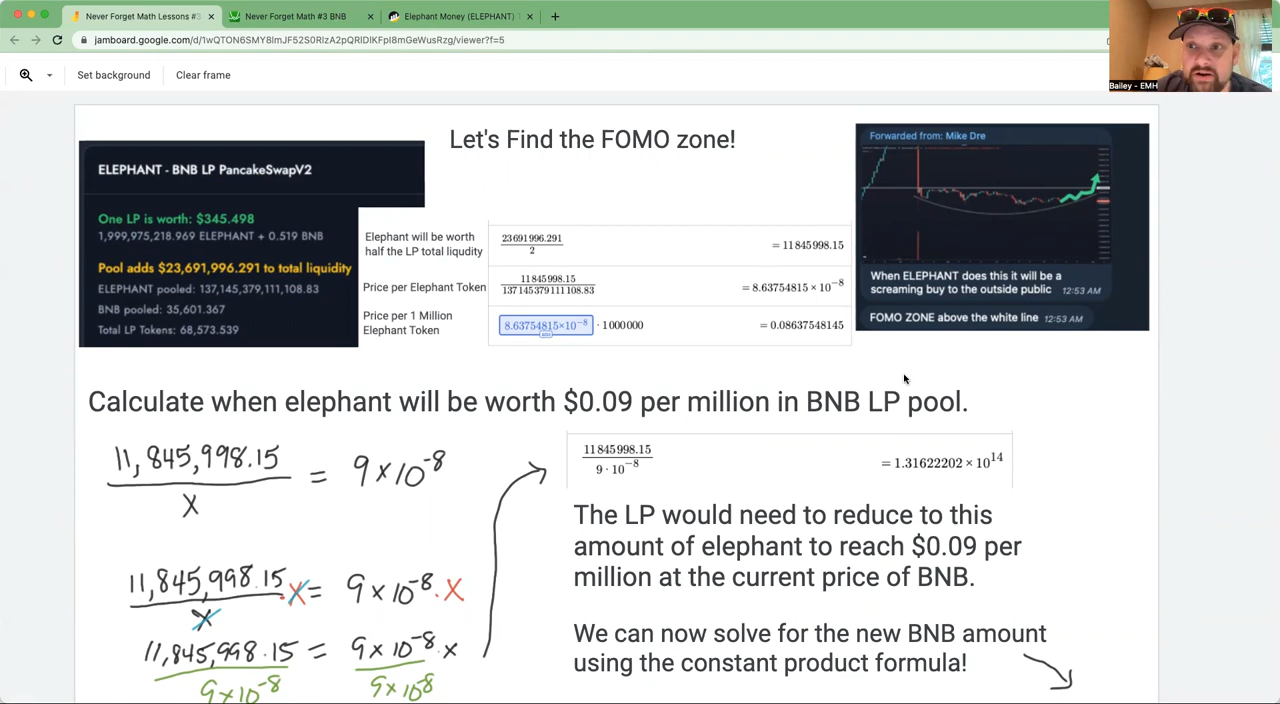 Never Forget Math Lessons #3
Never Forget Math #3 BNB
Elephant Money (ELEPHANT)
jamboard.google.com/d/1wQTON6SMY8lmJF52S0RlzA2pQRlDlKFpI8mGeWusRzg/viewer?f=5
Set background
Clear frame
Bailey - EMH
Let's Find the FOMO zone!
ELEPHANT - BNB LP PancakeSwapV2
One LP is worth: $345.498
1,999,975,218.969 ELEPHANT + 0.519 BNB
Pool adds $23,691,996.291 to total liquidity
ELEPHANT pooled: 137,145,379,111,108.83
BNB pooled: 35,601.367
Total LP Tokens: 68,573.539
Elephant will be worth
half the LP total liqudity
23691996.291
2
= 11845998.15
Price per Elephant Token
11845998.15
137145379111108.83
= 8.63754815 × 10⁻⁸
Price per 1 Million
Elephant Token
8.63754815×10⁻⁸ · 1000000
= 0.08637548145
Forwarded from: Mike Dre
When ELEPHANT does this it will be a
screaming buy to the outside public 12:53 AM
FOMO ZONE above the white line 12:53 AM
Calculate when elephant will be worth $0.09 per million in BNB LP pool.
11,845,998.15
X
= 9×10⁻⁸
11,845,998.15 · X = 9×10⁻⁸ · X
X
11,845,998.15 = 9×10⁻⁸ · X
9×10⁻⁸ 9×10⁻⁸
11845998.15
9 · 10⁻⁸
= 1.31622202 × 10¹⁴
The LP would need to reduce to this
amount of elephant to reach $0.09 per
million at the current price of BNB.
We can now solve for the new BNB amount
using the constant product formula!